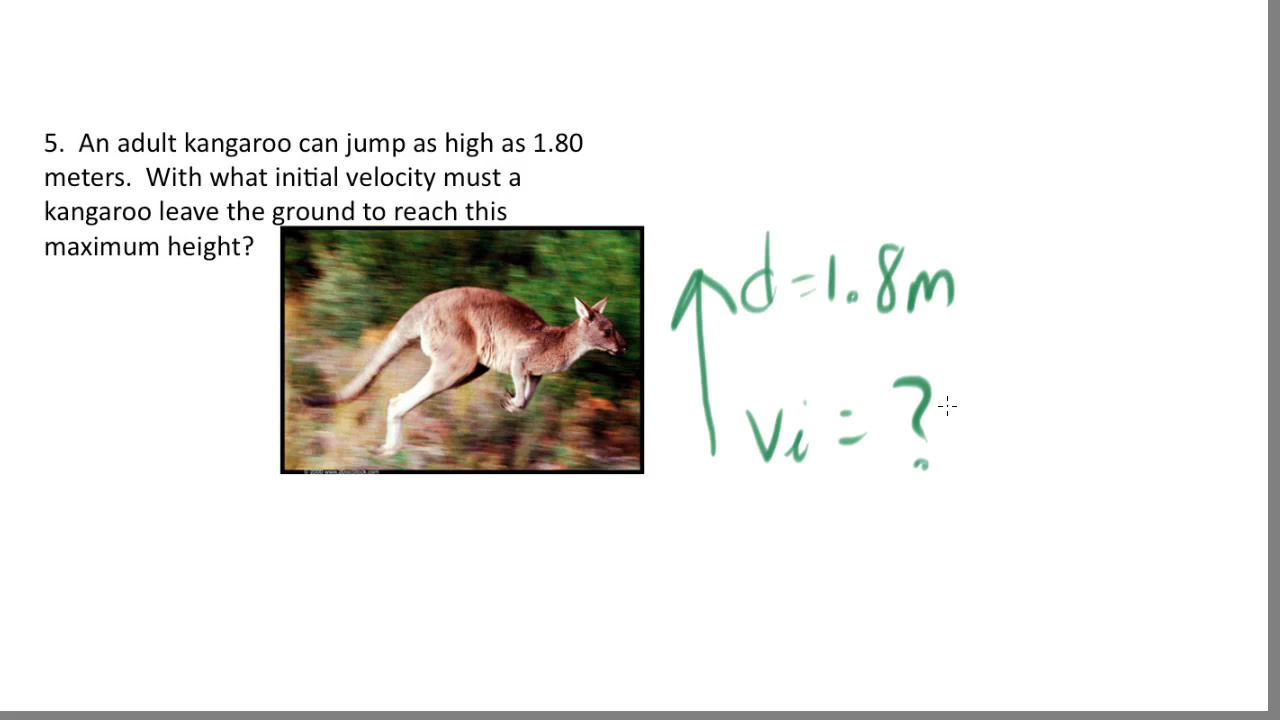 5.  An adult kangaroo can jump as high as 1.80
meters.  With what initial velocity must a
kangaroo leave the ground to reach this
maximum height?
d = 1.8m
vi = ?